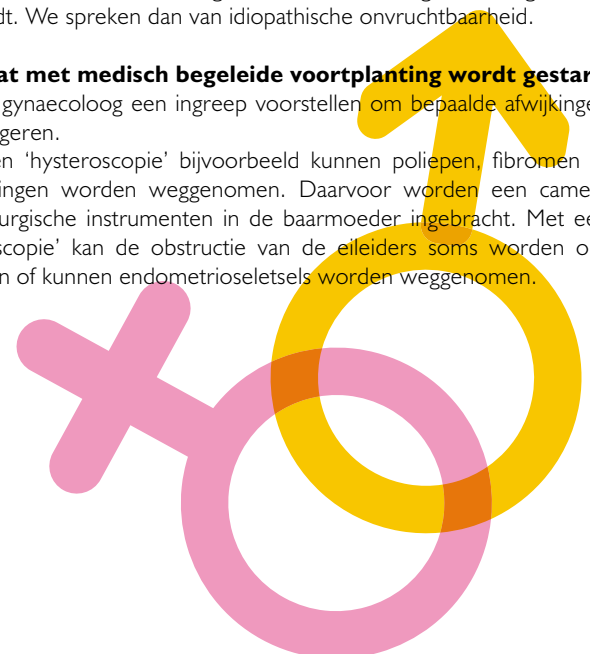 dt. We spreken dan van idiopathische onvruchtbaarheid.
at met medisch begeleide voortplanting wordt gestar
gynaecoloog een ingreep voorstellen om bepaalde afwijkinge
geren.
en ‘hysteroscopie’ bijvoorbeeld kunnen poliepen, fibromen
ingen worden weggenomen. Daarvoor worden een came
urgische instrumenten in de baarmoeder ingebracht. Met ee
scopie’ kan de obstructie van de eileiders soms worden o
n of kunnen endometrioseletsels worden weggenomen.